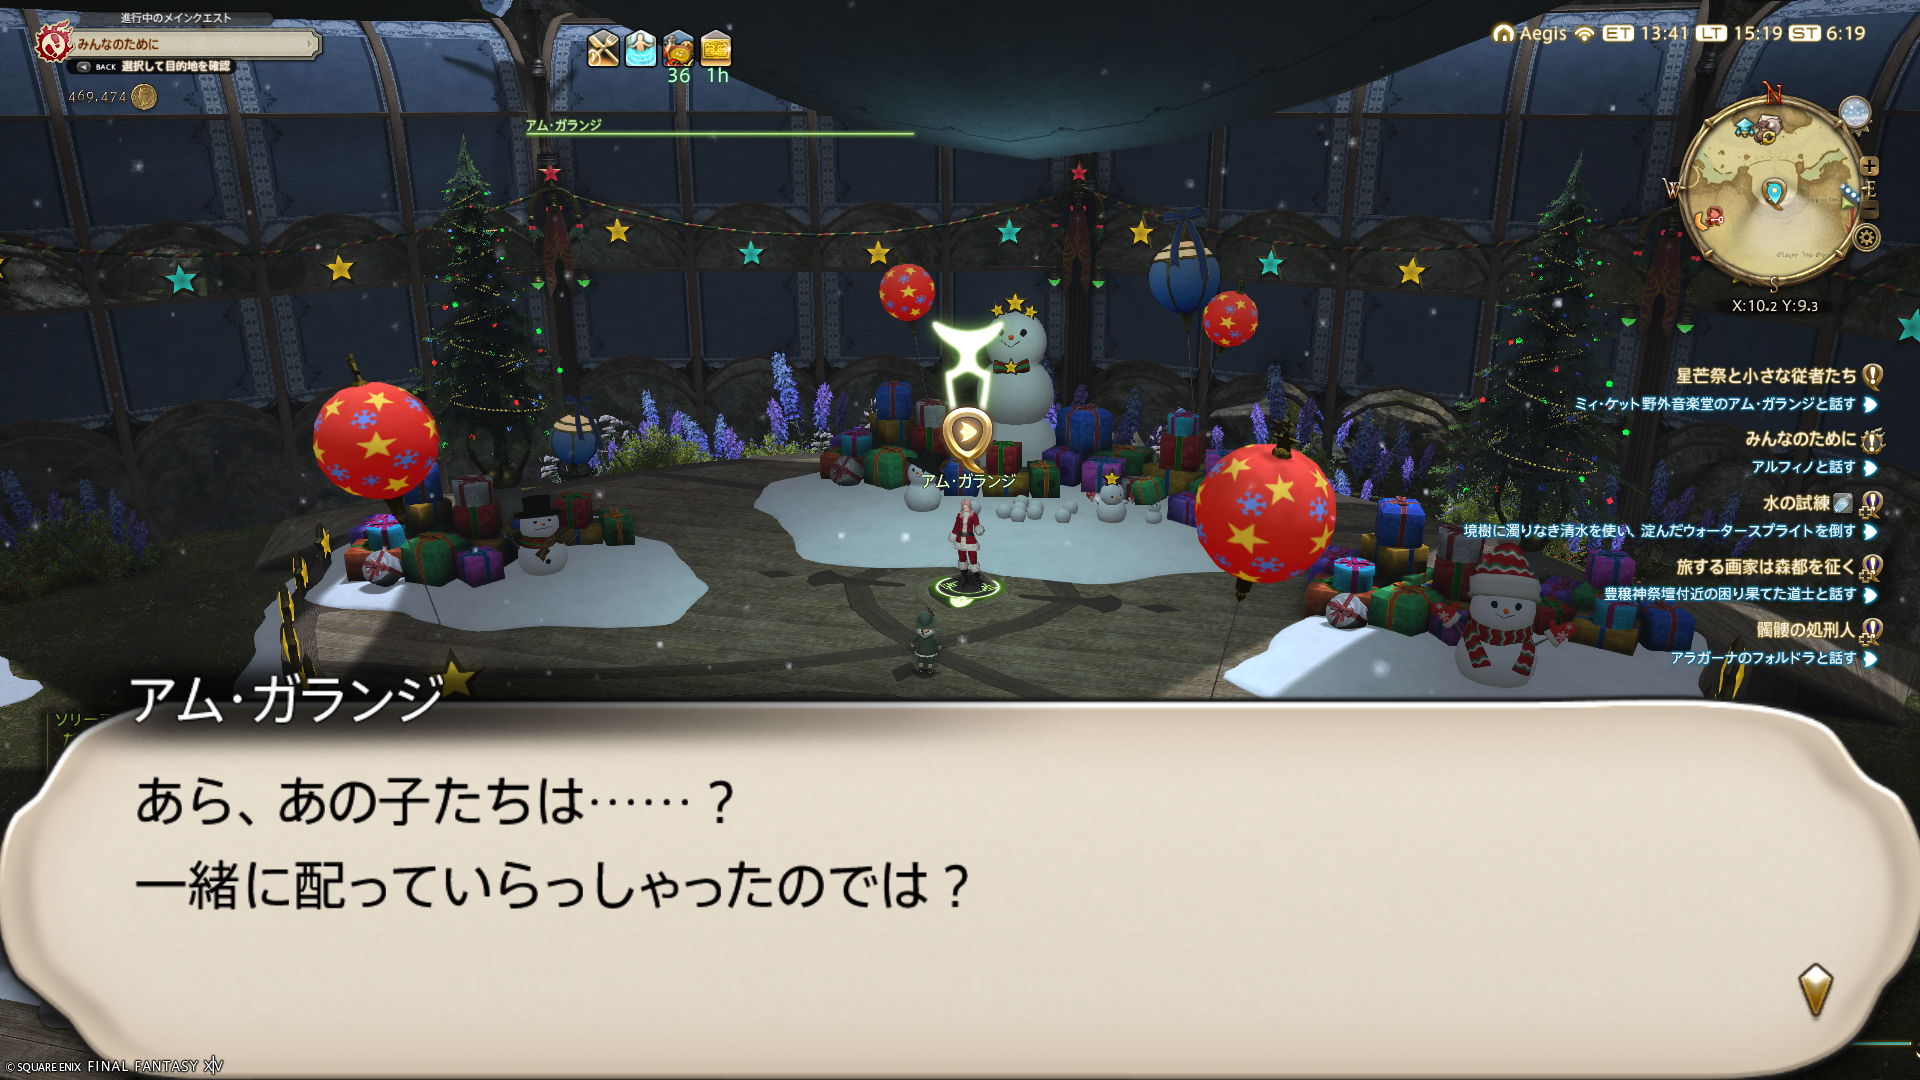 進行中のメインクエスト
みんなのために
BACK 選択して目的地を確認
469,474
36 1h
Aegis ET 13:41 LT 15:19 ST 6:19
アム・ガランジ
N
W
E
S
X:10.2 Y:9.3
星芒祭と小さな従者たち
ミィ・ケット野外音楽堂のアム・ガランジと話す
みんなのために
アルフィノと話す
水の試練
境樹に濁りなき清水を使い、淀んだウォータースプライトを倒す
旅する画家は森都を征く
豊穣神祭壇付近の困り果てた道士と話す
髑髏の処刑人
アラガーナのフォルドラと話す
アム・ガランジ
アム・ガランジ
あら、あの子たちは……？
一緒に配っていらっしゃったのでは？
© SQUARE ENIX FINAL FANTASY XIV